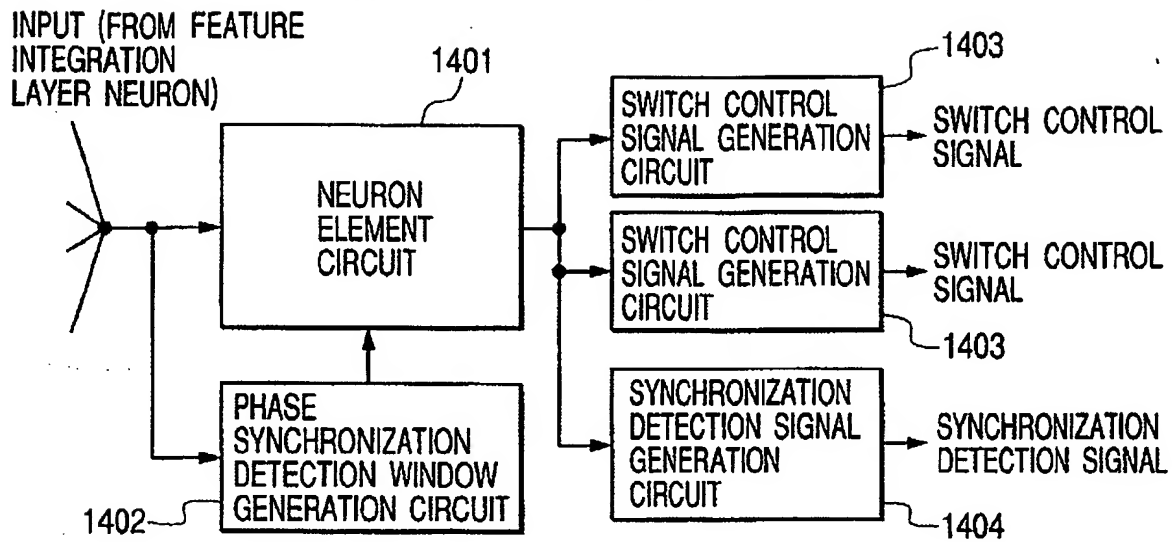 INPUT (FROM FEATURE
INTEGRATION
LAYER NEURON)
1401
NEURON
ELEMENT
CIRCUIT
PHASE
SYNCHRONIZATION
DETECTION WINDOW
GENERATION CIRCUIT
1402
1403
SWITCH CONTROL
SIGNAL GENERATION
CIRCUIT
SWITCH CONTROL
SIGNAL
SWITCH CONTROL
SIGNAL GENERATION
CIRCUIT
SWITCH CONTROL
SIGNAL
1403
SYNCHRONIZATION
DETECTION SIGNAL
GENERATION
CIRCUIT
SYNCHRONIZATION
DETECTION SIGNAL
1404